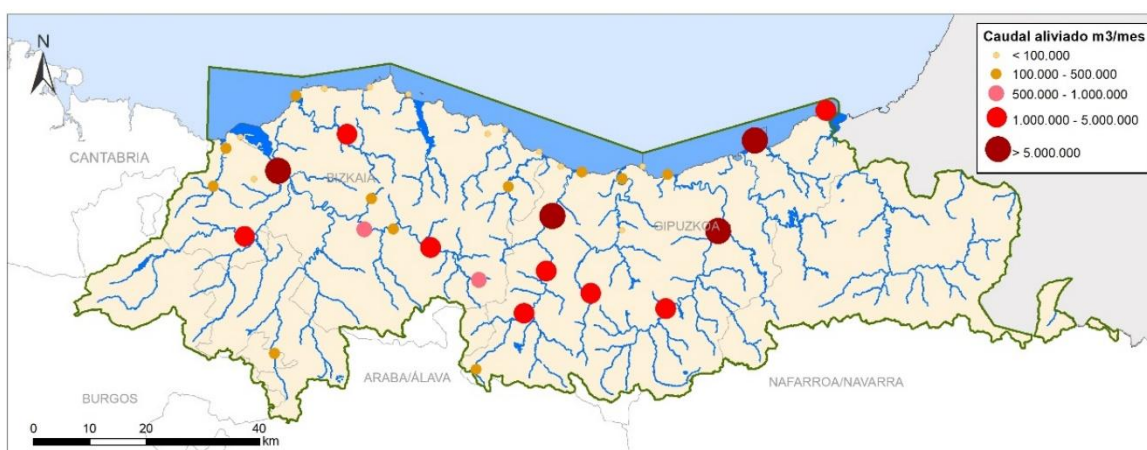 N
Caudal aliviado m3/mes
< 100.000
100.000 - 500.000
500.000 - 1.000.000
1.000.000 - 5.000.000
> 5.000.000
CANTABRIA
BIZKAIA
GIPUZKOA
ARABA/ÁLAVA
NAFARROA/NAVARRA
BURGOS
0 10 20 40
km